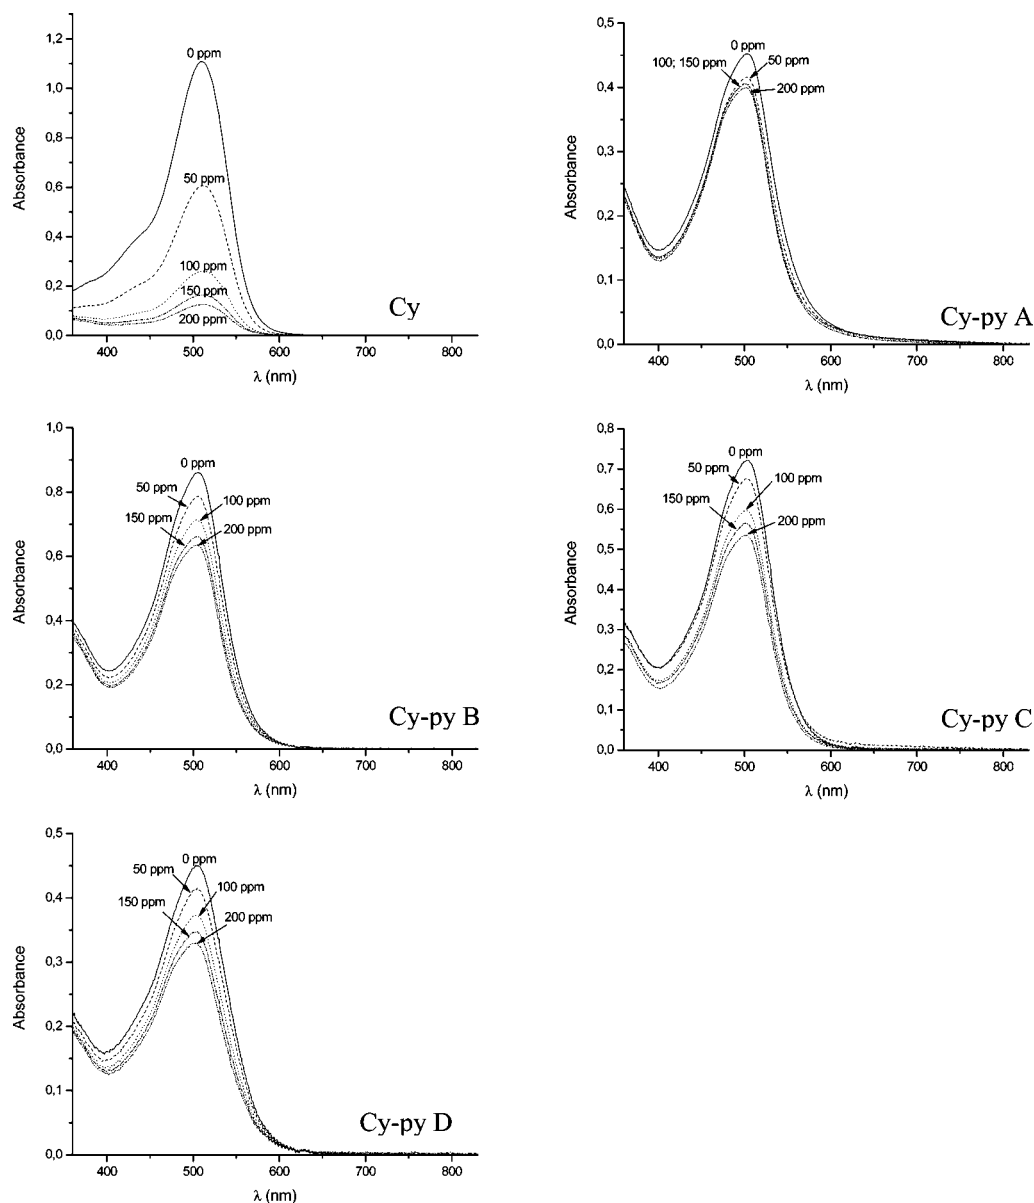 1,2
1,0
0,8
0,6
0,4
0,2
0,0
Absorbance
0 ppm
50 ppm
100 ppm
150 ppm
200 ppm
Cy
400 500 600 700 800
λ (nm)
0,5
0,4
0,3
0,2
0,1
0,0
Absorbance
0 ppm
100; 150 ppm
50 ppm
200 ppm
Cy-py A
400 500 600 700 800
λ (nm)
1,0
0,8
0,6
0,4
0,2
0,0
Absorbance
0 ppm
50 ppm
100 ppm
150 ppm
200 ppm
Cy-py B
400 500 600 700 800
λ (nm)
0,8
0,7
0,6
0,5
0,4
0,3
0,2
0,1
0,0
Absorbance
0 ppm
50 ppm
100 ppm
150 ppm
200 ppm
Cy-py C
400 500 600 700 800
λ (nm)
0,5
0,4
0,3
0,2
0,1
0,0
Absorbance
0 ppm
50 ppm
100 ppm
150 ppm
200 ppm
Cy-py D
400 500 600 700 800
λ (nm)